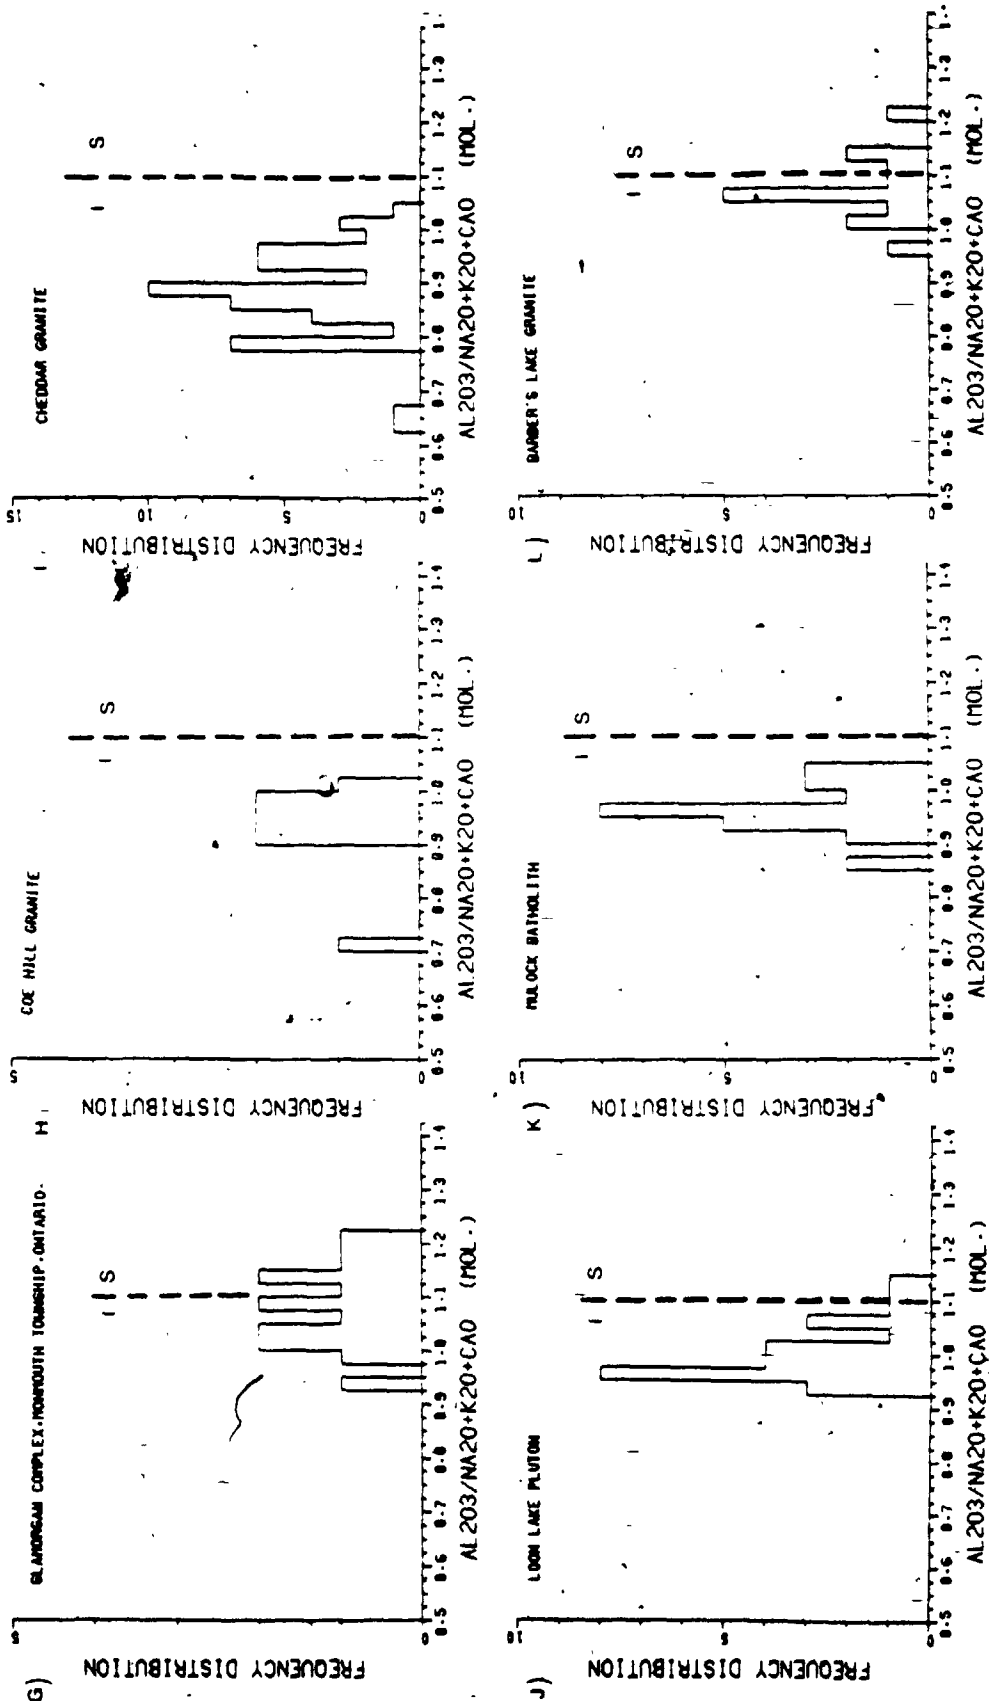 G)
GLAMORGAN COMPLEX.MONMOUTH TOWNSHIP.ONTARIO.
FREQUENCY DISTRIBUTION
5
0
I S
0.5 0.6 0.7 0.8 0.9 1.0 1.1 1.2 1.3 1.4
AL2O3/NA2O+K2O+CAO (MOL.)
H
COE HILL GRANITE
FREQUENCY DISTRIBUTION
5
0
I S
0.5 0.6 0.7 0.8 0.9 1.0 1.1 1.2 1.3 1.4
AL2O3/NA2O+K2O+CAO (MOL.)
I
CHEDDAR GRANITE
FREQUENCY DISTRIBUTION
15
10
5
0
I S
0.5 0.6 0.7 0.8 0.9 1.0 1.1 1.2 1.3 1.
AL2O3/NA2O+K2O+CAO (MOL.)
J)
LOON LAKE PLUTON
FREQUENCY DISTRIBUTION
10
5
0
I S
0.5 0.6 0.7 0.8 0.9 1.0 1.1 1.2 1.3 1.4
AL2O3/NA2O+K2O+CAO (MOL.)
K)
MULOCK BATHOLITH
FREQUENCY DISTRIBUTION
10
5
0
I S
0.5 0.6 0.7 0.8 0.9 1.0 1.1 1.2 1.3 1.4
AL2O3/NA2O+K2O+CAO (MOL.)
L)
BARBER'S LAKE GRANITE
FREQUENCY DISTRIBUTION
10
5
0
I S
0.5 0.6 0.7 0.8 0.9 1.0 1.1 1.2 1.3 1.
AL2O3/NA2O+K2O+CAO (MOL.)